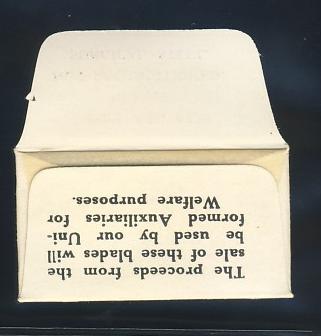 The proceeds from the
sale of these blades will
be used by our Uni-
formed Auxiliaries for
Welfare purposes.